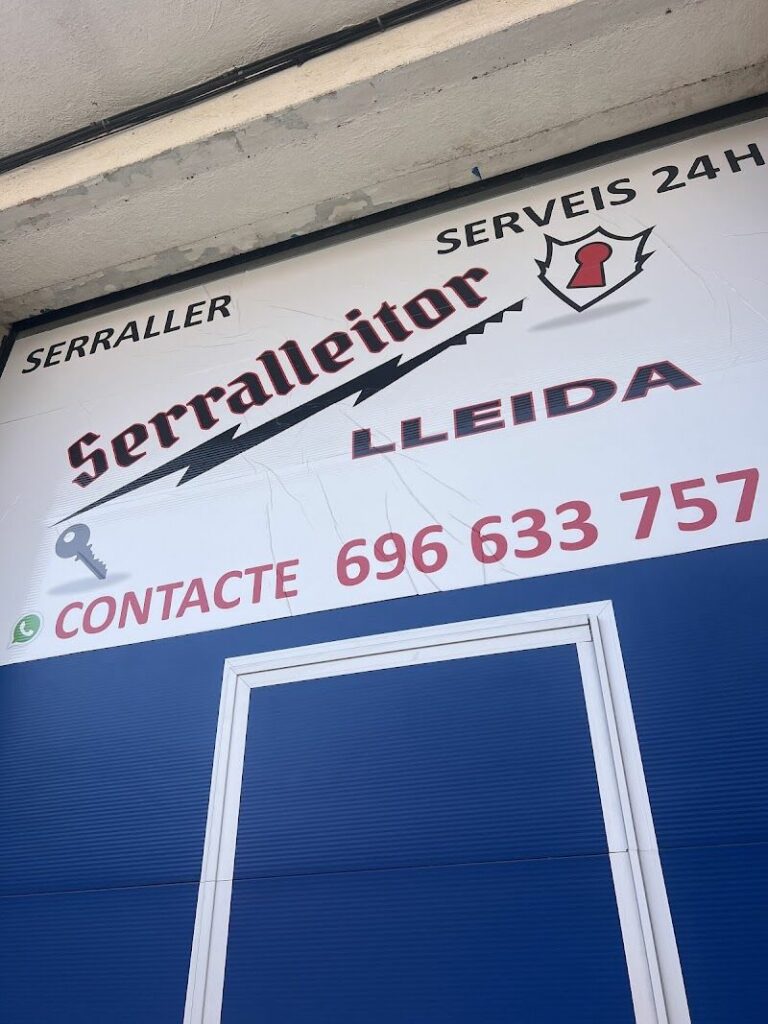 SERRALLER
SERVEIS 24H
Serralleitor
LLEIDA
CONTACTE 696 633 757